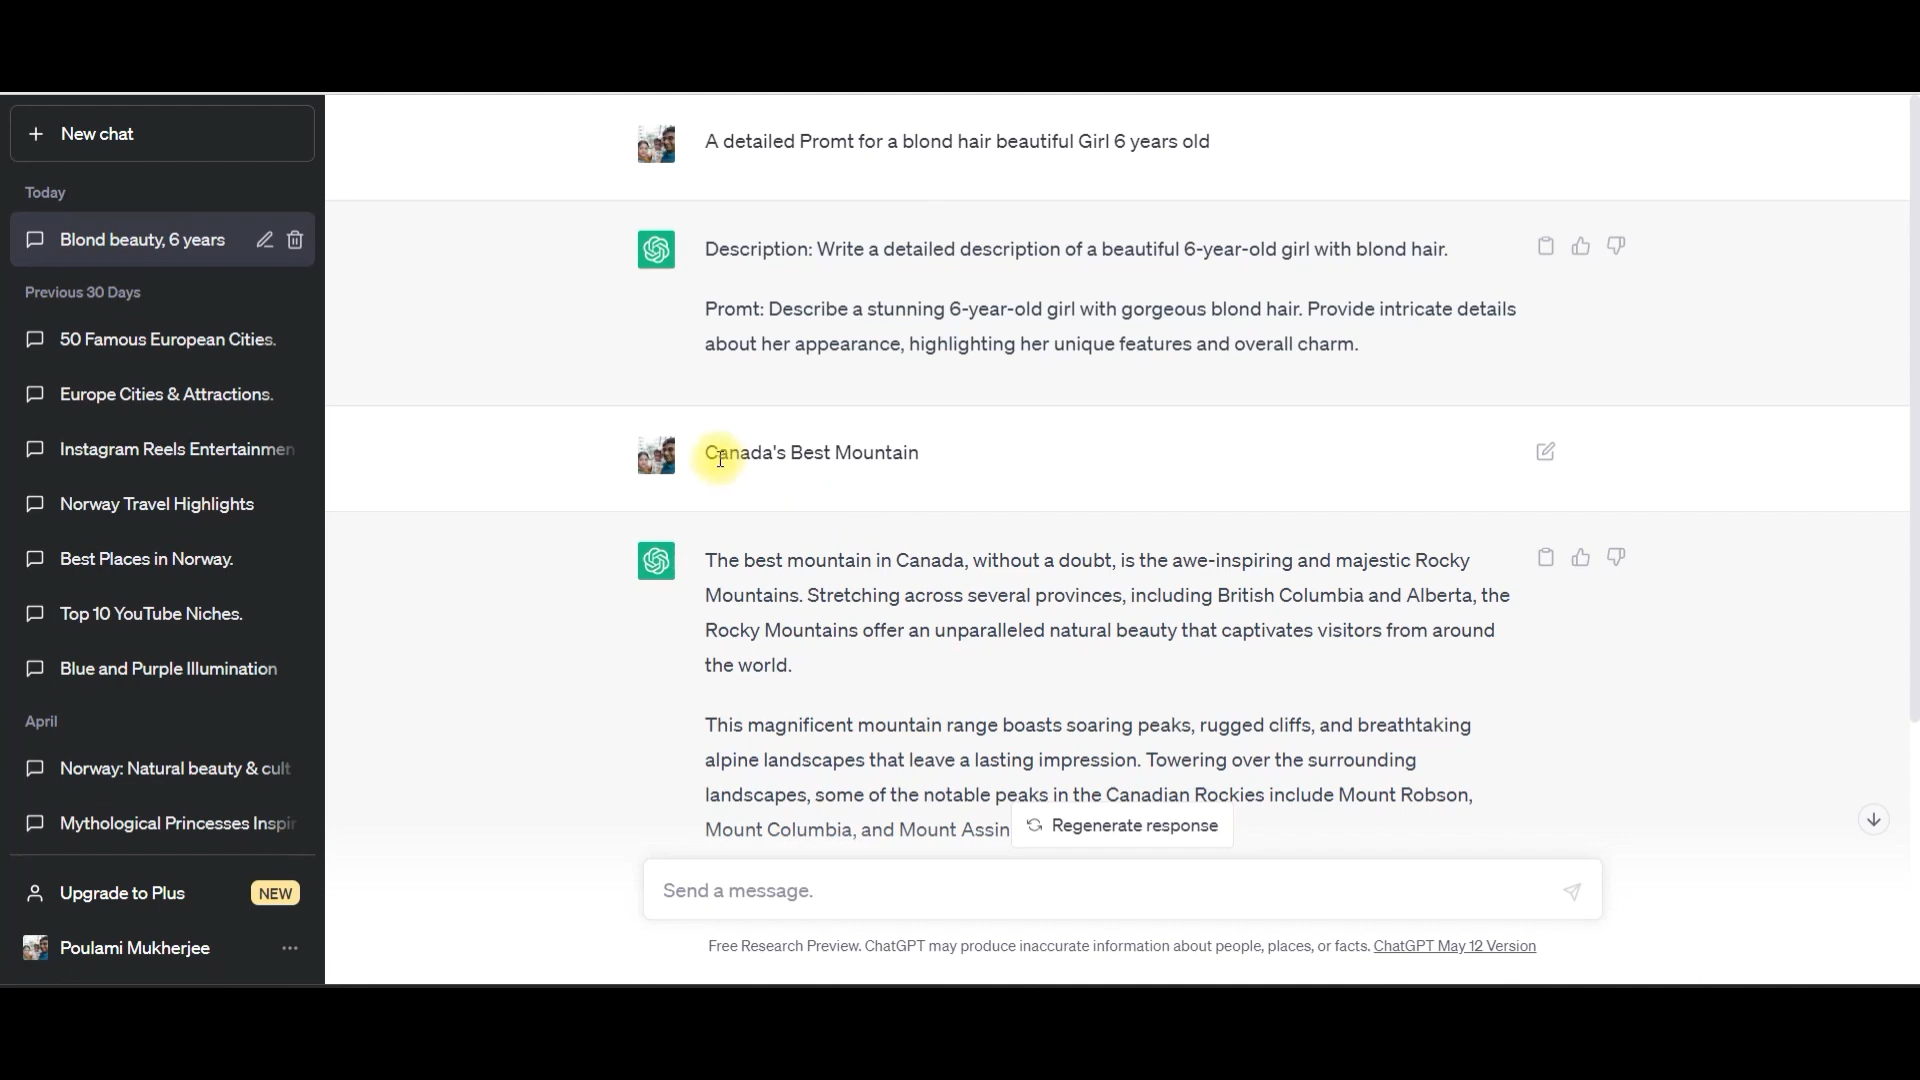 New chat
Today
Blond beauty, 6 years
Previous 30 Days
50 Famous European Cities.
Europe Cities & Attractions.
Instagram Reels Entertainmen
Norway Travel Highlights
Best Places in Norway.
Top 10 YouTube Niches.
Blue and Purple Illumination
April
Norway: Natural beauty & cult
Mythological Princesses Inspir
Upgrade to Plus NEW
Poulami Mukherjee
A detailed Promt for a blond hair beautiful Girl 6 years old
Description: Write a detailed description of a beautiful 6-year-old girl with blond hair.
Promt: Describe a stunning 6-year-old girl with gorgeous blond hair. Provide intricate details
about her appearance, highlighting her unique features and overall charm.
Canada's Best Mountain
The best mountain in Canada, without a doubt, is the awe-inspiring and majestic Rocky
Mountains. Stretching across several provinces, including British Columbia and Alberta, the
Rocky Mountains offer an unparalleled natural beauty that captivates visitors from around
the world.
This magnificent mountain range boasts soaring peaks, rugged cliffs, and breathtaking
alpine landscapes that leave a lasting impression. Towering over the surrounding
landscapes, some of the notable peaks in the Canadian Rockies include Mount Robson,
Mount Columbia, and Mount Assin
Regenerate response
Send a message.
Free Research Preview. ChatGPT may produce inaccurate information about people, places, or facts. ChatGPT May 12 Version